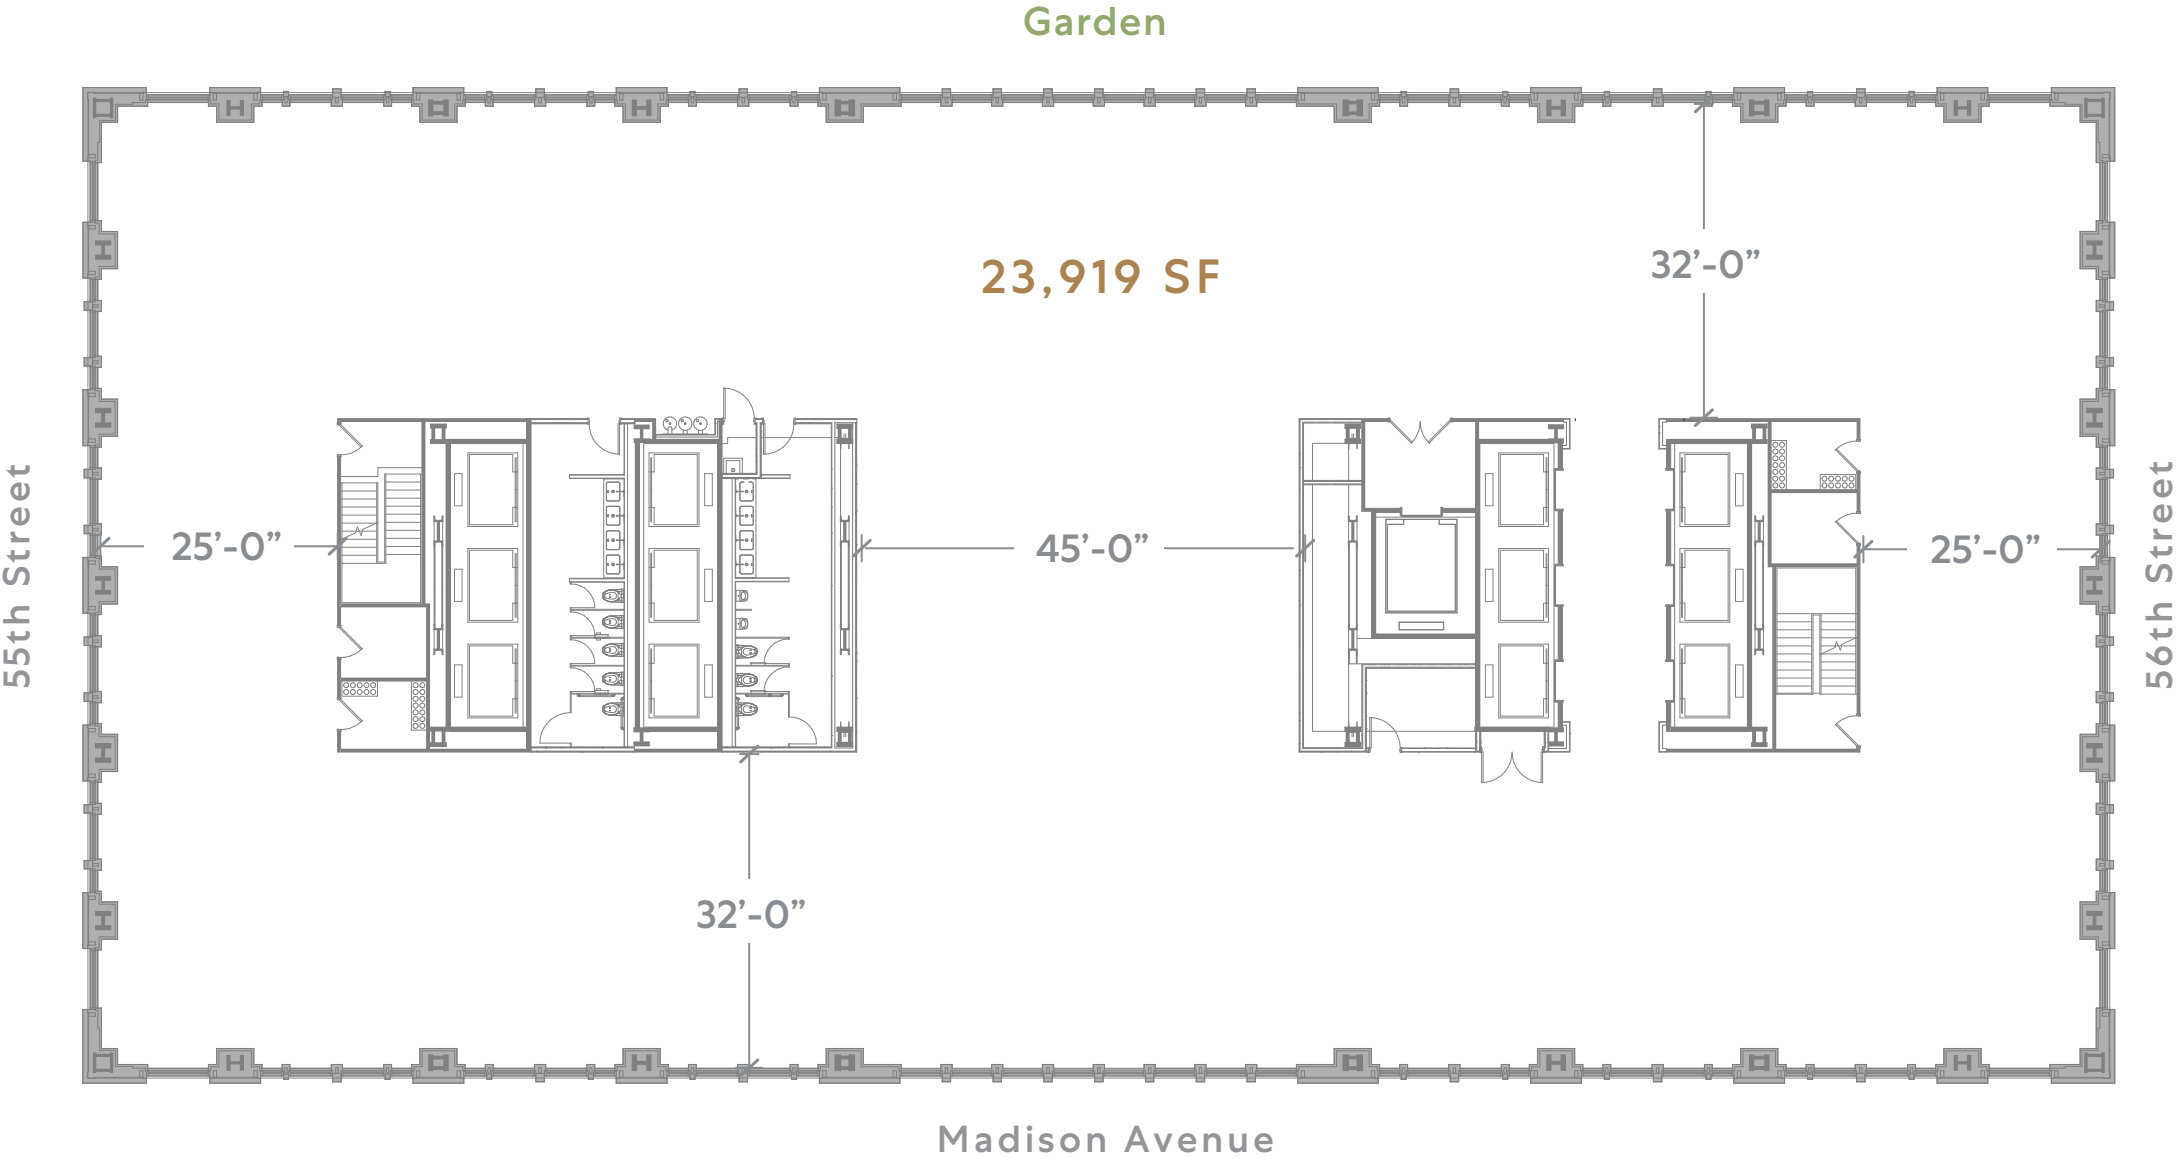 Garden
23,919 SF
32’-0”
55th Street
25’-0”
45’-0”
25’-0”
56th Street
32’-0”
Madison Avenue